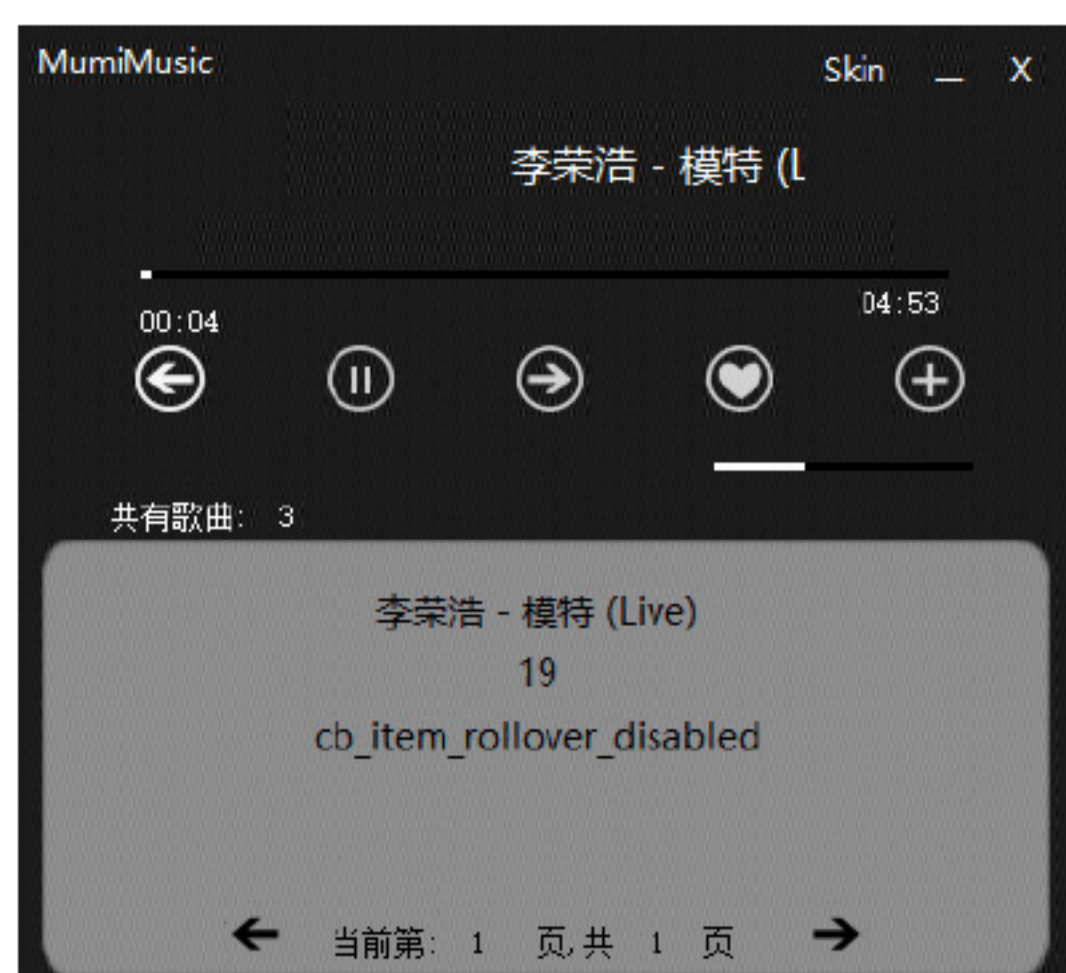 MumiMusic Skin — X
李荣浩 - 模特 (L
04:53
00:04
共有歌曲: 3
李荣浩 - 模特 (Live)
19
cb_item_rollover_disabled
当前第: 1 页,共 1 页